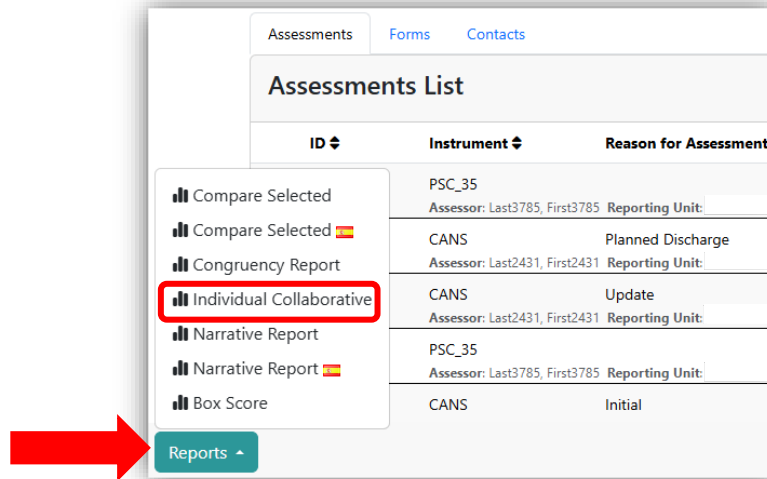 Assessments Forms Contacts
Assessments List
ID Instrument Reason for Assessment
PSC_35
Assessor: Last3785, First3785 Reporting Unit:
CANS Planned Discharge
Assessor: Last2431, First2431 Reporting Unit:
CANS Update
Assessor: Last2431, First2431 Reporting Unit:
PSC_35
Assessor: Last3785, First3785 Reporting Unit:
CANS Initial
Compare Selected
Compare Selected
Congruency Report
Individual Collaborative
Narrative Report
Narrative Report
Box Score
Reports